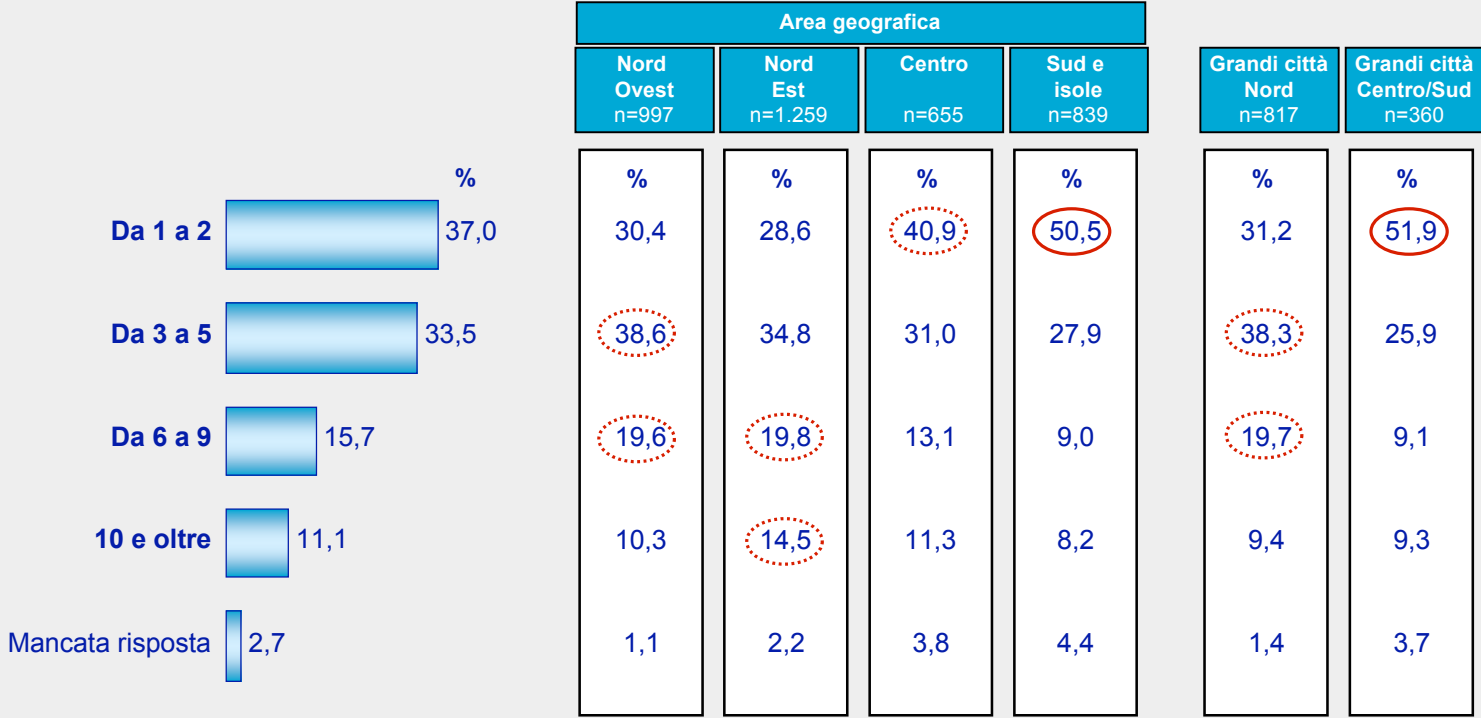 Area geografica
Nord Ovest n=997
Nord Est n=1.259
Centro n=655
Sud e isole n=839
Grandi città Nord n=817
Grandi città Centro/Sud n=360
% % % % % % %
Da 1 a 2 37,0 30,4 28,6 40,9 50,5 31,2 51,9
Da 3 a 5 33,5 38,6 34,8 31,0 27,9 38,3 25,9
Da 6 a 9 15,7 19,6 19,8 13,1 9,0 19,7 9,1
10 e oltre 11,1 10,3 14,5 11,3 8,2 9,4 9,3
Mancata risposta 2,7 1,1 2,2 3,8 4,4 1,4 3,7